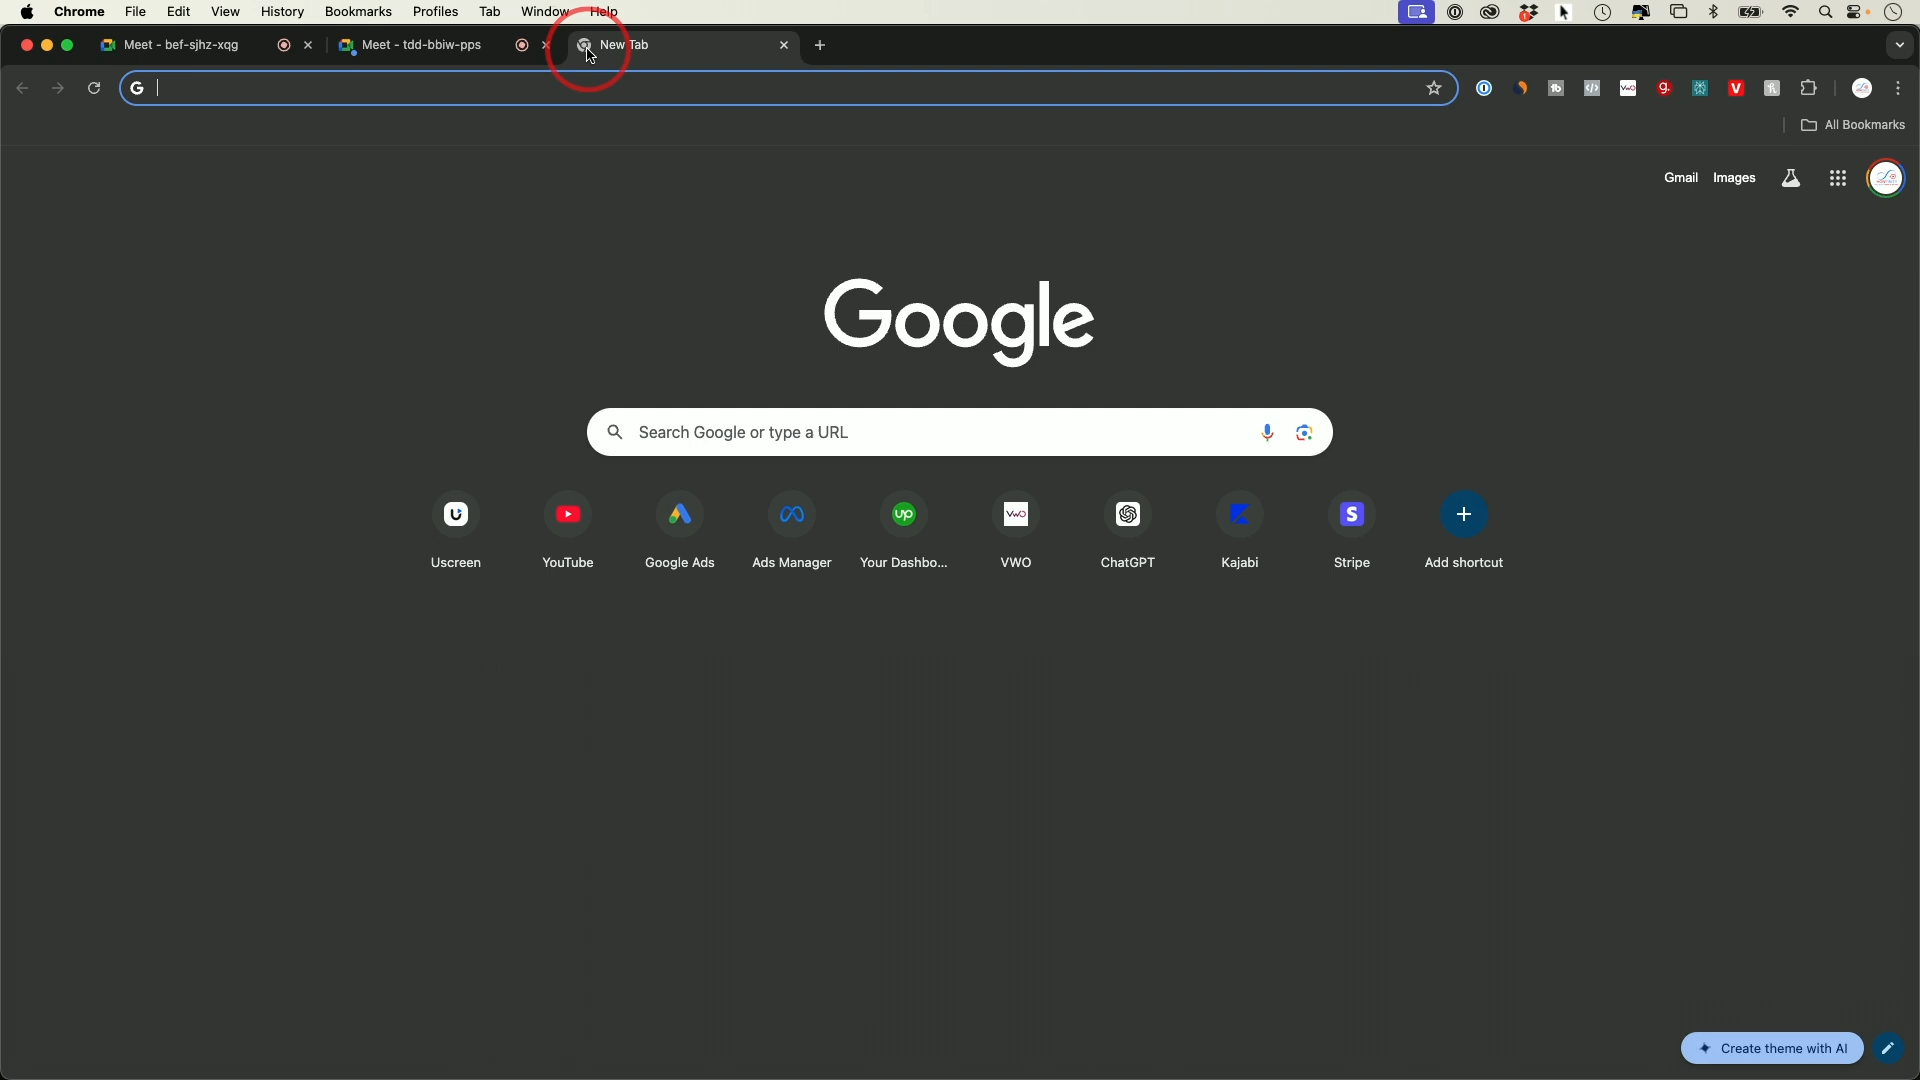 Chrome File Edit View History Bookmarks Profiles Tab Window Help
Meet - bef-sjhz-xqg Meet - tdd-bbiw-pps New Tab
All Bookmarks
Gmail Images
Google
Search Google or type a URL
Uscreen YouTube Google Ads Ads Manager Your Dashbo... VWO ChatGPT Kajabi Stripe Add shortcut
Create theme with AI